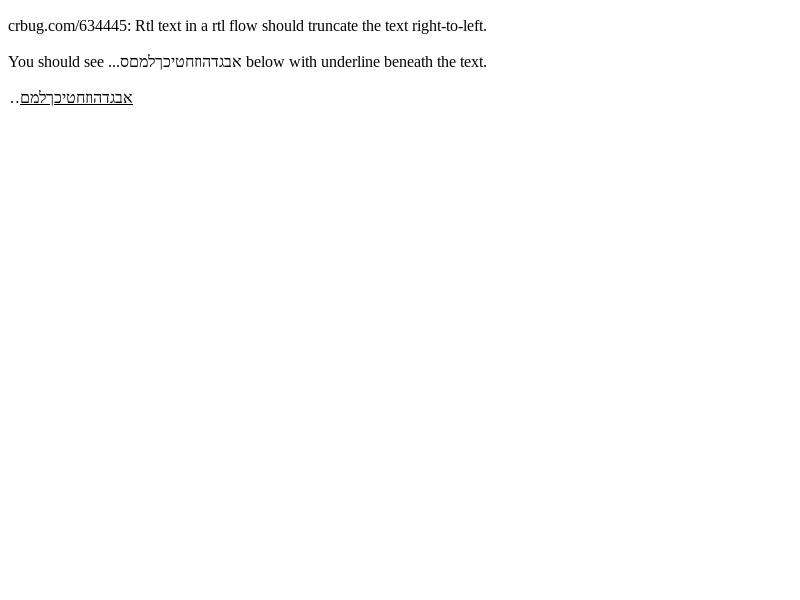 crbug.com/634445: Rtl text in a rtl flow should truncate the text right-to-left.
You should see אבגדהוזחטיכךלמםס... below with underline beneath the text.
אבגדהוזחטיכךלמם..